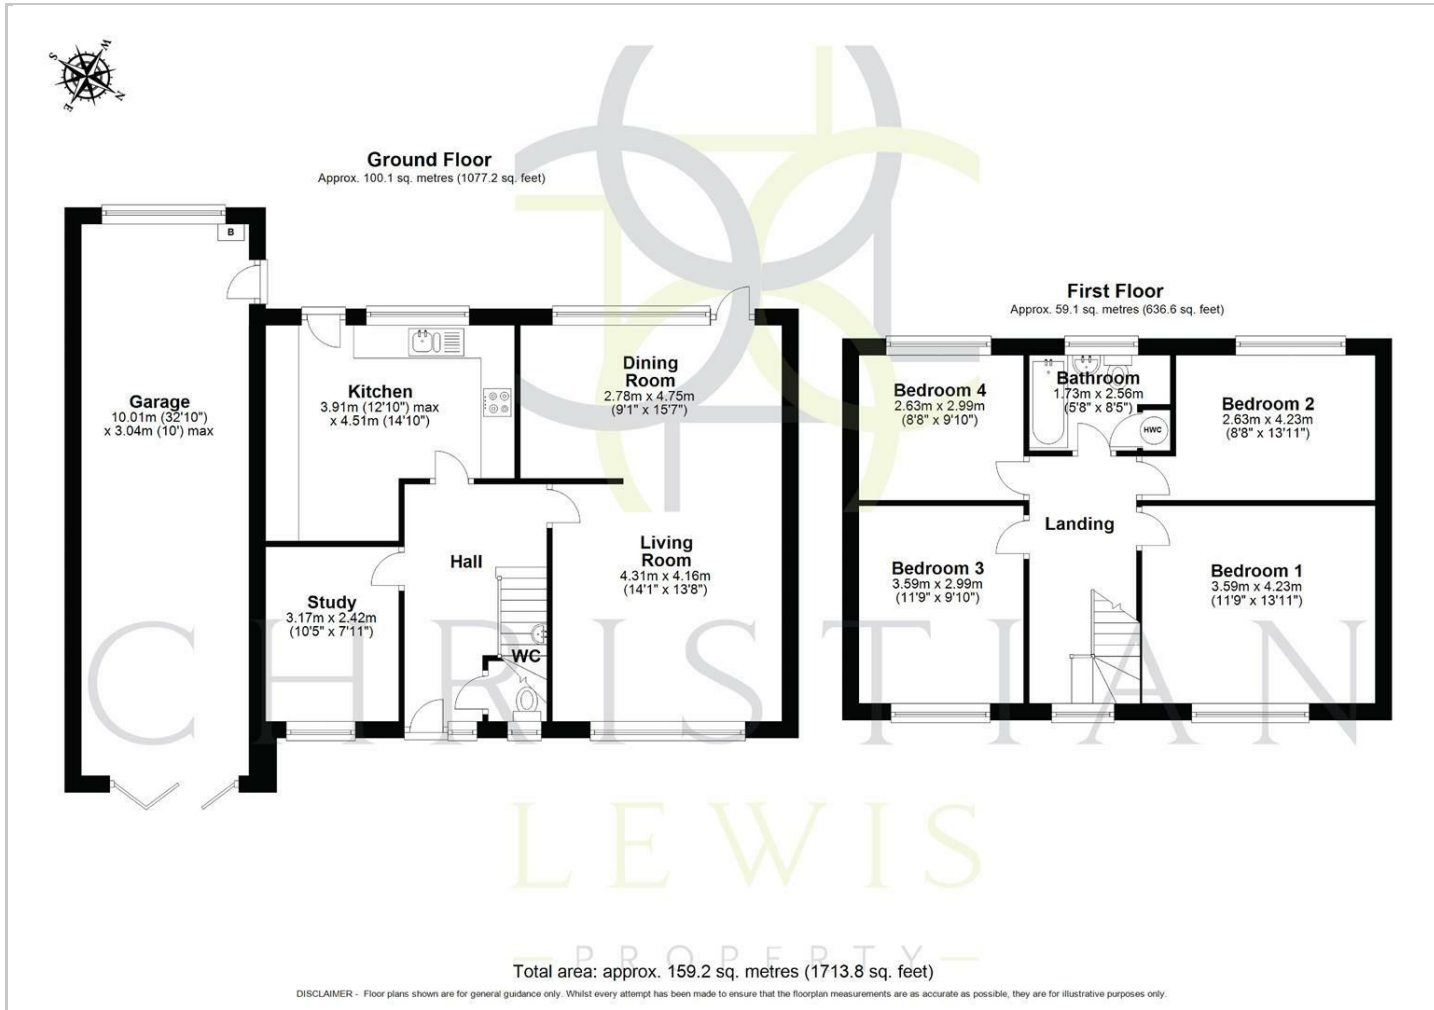 W
S
N
E
Ground Floor
Approx. 100.1 sq. metres (1077.2 sq. feet)
B
Garage
10.01m (32'10")
x 3.04m (10') max
Kitchen
3.91m (12'10") max
x 4.51m (14'10")
Dining
Room
2.78m x 4.75m
(9'1" x 15'7")
Hall
Living
Room
4.31m x 4.16m
(14'1" x 13'8")
Study
3.17m x 2.42m
(10'5" x 7'11")
WC
First Floor
Approx. 59.1 sq. metres (636.6 sq. feet)
Bedroom 4
2.63m x 2.99m
(8'8" x 9'10")
Bathroom
1.73m x 2.56m
(5'8" x 8'5")
HWC
Bedroom 2
2.63m x 4.23m
(8'8" x 13'11")
Landing
Bedroom 3
3.59m x 2.99m
(11'9" x 9'10")
Bedroom 1
3.59m x 4.23m
(11'9" x 13'11")
CHRISTIAN
LEWIS
PROPERTY
Total area: approx. 159.2 sq. metres (1713.8 sq. feet)
DISCLAIMER - Floor plans shown are for general guidance only. Whilst every attempt has been made to ensure that the floorplan measurements are as accurate as possible, they are for illustrative purposes only.